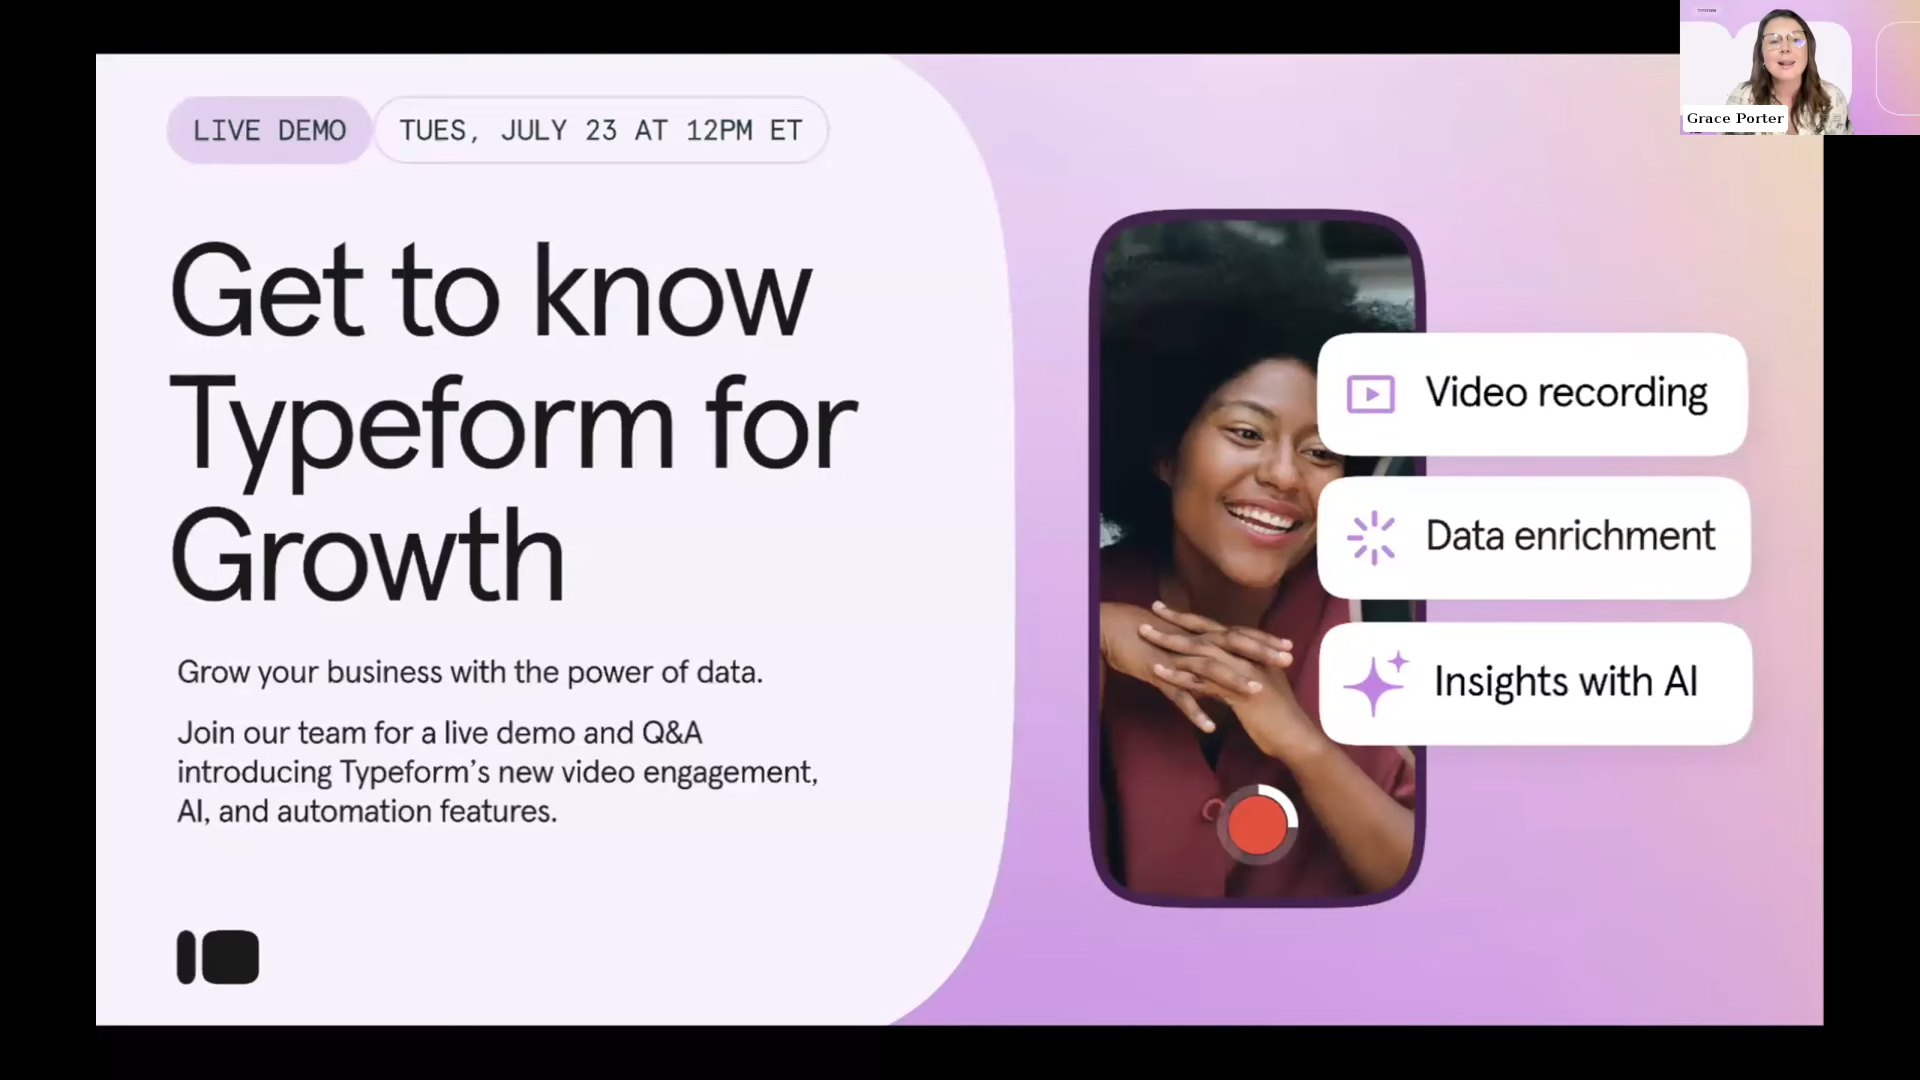 LIVE DEMO
TUES, JULY 23 AT 12PM ET
Get to know
Typeform for
Growth
Grow your business with the power of data.
Join our team for a live demo and Q&A
introducing Typeform’s new video engagement,
AI, and automation features.
Video recording
Data enrichment
Insights with AI
Grace Porter